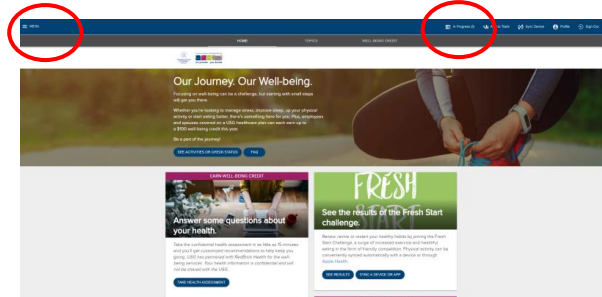 MENU
In Progress (1)
Track
Sync Device
Profile
Sign Out
HOME
TOPICS
WELL-BEING CREDIT
Our Journey. Our Well-being.
Focusing on well-being can be a challenge, but starting with small steps
will get you there.
Whether you're looking to manage stress, improve sleep, up your physical
activity or start eating better, there's something here for you. Plus, employees
and spouses covered on a USG healthcare plan can each earn up to
a $100 well-being credit this year.
Be a part of the journey!
SEE ACTIVITIES OR CHECK STATUS
FAQ
EARN WELL-BEING CREDIT
Answer some questions about
your health.
Take the confidential health assessment in as little as 15 minutes
and you'll get customized recommendations to help keep you
going. USG has partnered with RedBrick Health for the well-
being services. Your health information is confidential and will
not be shared with the USG.
TAKE HEALTH ASSESSMENT
FRESH
START
See the results of the Fresh Start
challenge.
Renew, revive or restart your healthy habits by joining the Fresh
Start Challenge, a surge of increased exercise and healthful
eating in the form of friendly competition. Physical activity can be
conveniently synced automatically with a device or through
Apple Health.
SEE RESULTS
SYNC A DEVICE OR APP